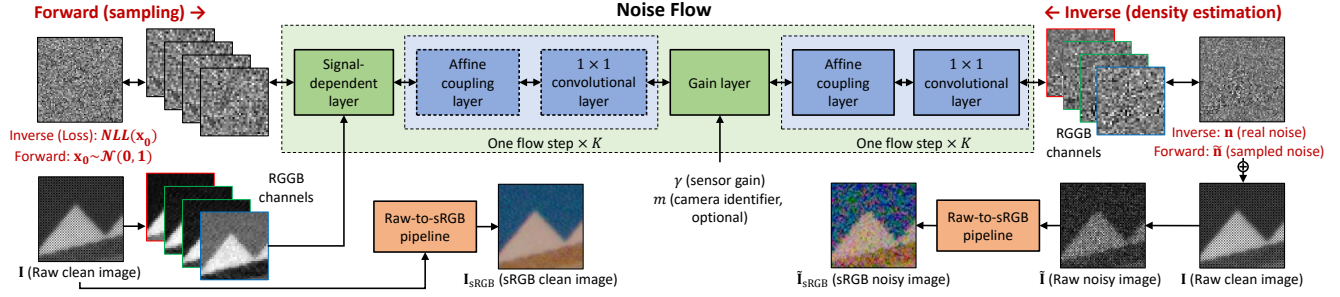 Forward (sampling) →
Noise Flow
← Inverse (density estimation)
Signal-
dependent
layer
Affine
coupling
layer
1 × 1
convolutional
layer
Gain layer
Affine
coupling
layer
1 × 1
convolutional
layer
One flow step × K
One flow step × K
Inverse (Loss): NLL(x₀)
Forward: x₀~𝒩(0, 1)
RGGB
channels
Inverse: n (real noise)
Forward: ñ (sampled noise)
⊕
RGGB
channels
γ (sensor gain)
m (camera identifier,
optional)
Raw-to-sRGB
pipeline
Raw-to-sRGB
pipeline
I (Raw clean image)
I_sRGB (sRGB clean image)
Ĩ_sRGB (sRGB noisy image)
Ĩ (Raw noisy image)
I (Raw clean image)